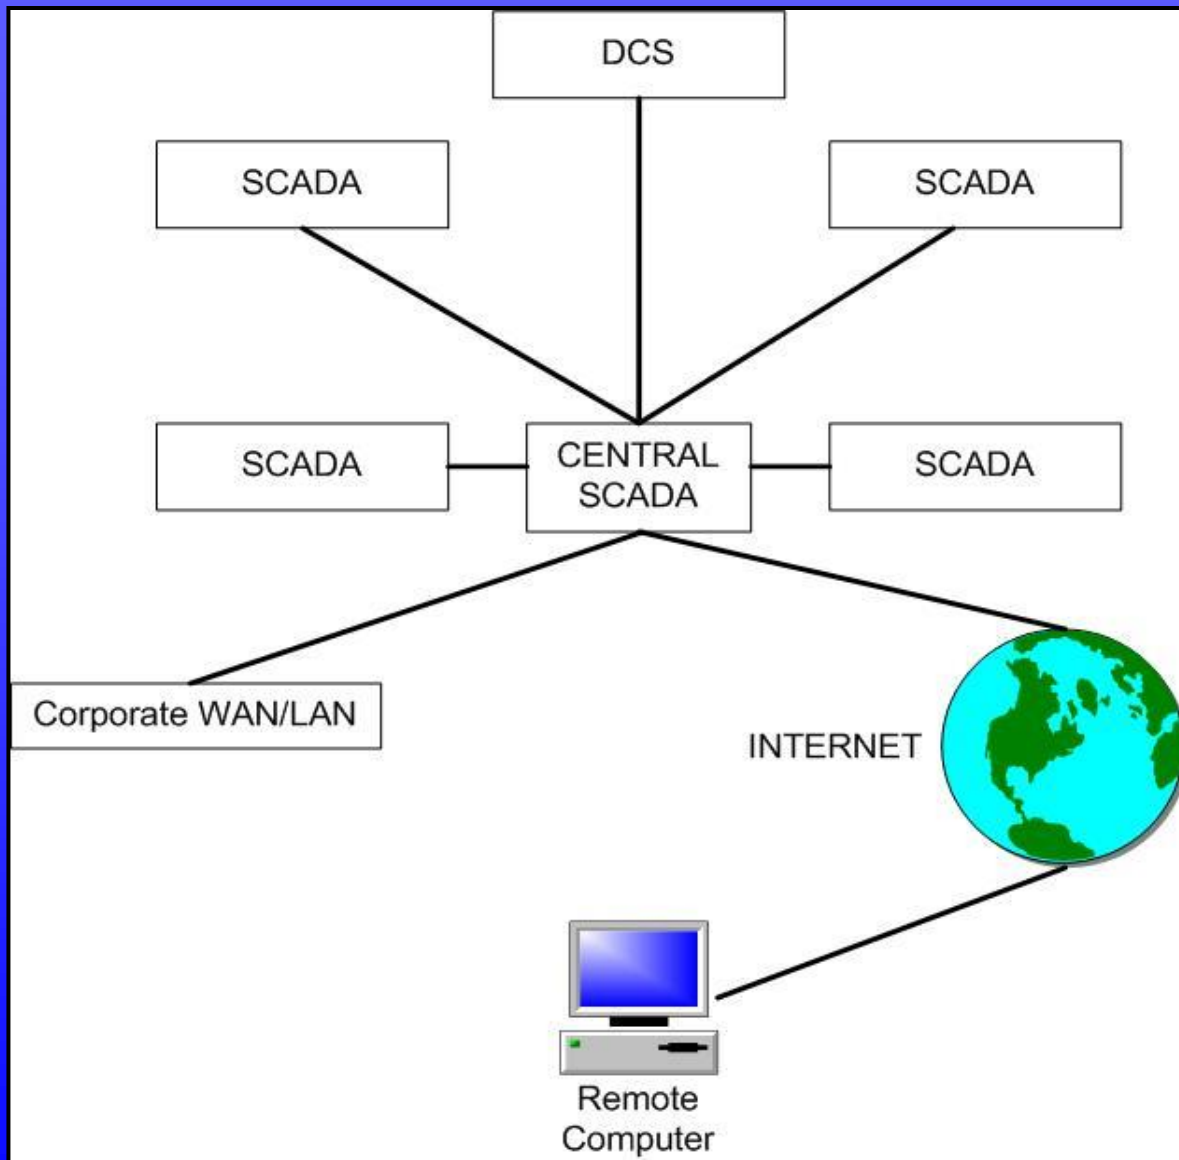 DCS
SCADA
SCADA
SCADA
CENTRAL
SCADA
SCADA
Corporate WAN/LAN
INTERNET
Remote
Computer